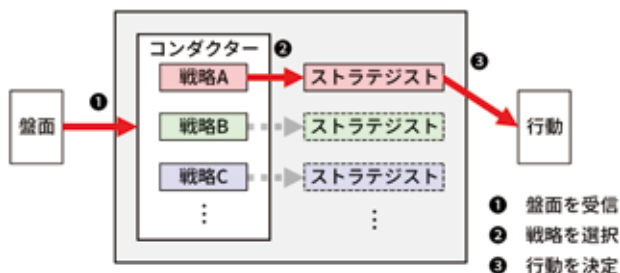 コンダクター
❶
盤面
戦略A
❷
ストラテジスト
❸
戦略B
ストラテジスト
戦略C
ストラテジスト
⋮
⋮
行動
❶ 盤面を受信
❷ 戦略を選択
❸ 行動を決定